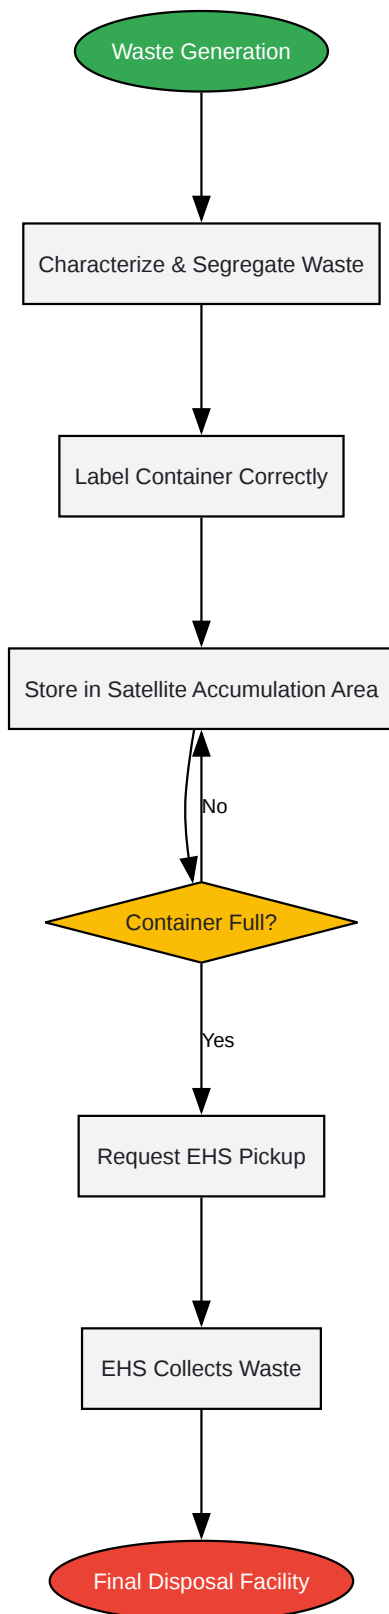 Waste Generation
Characterize & Segregate Waste
Label Container Correctly
Store in Satellite Accumulation Area
No
Container Full?
Yes
Request EHS Pickup
EHS Collects Waste
Final Disposal Facility